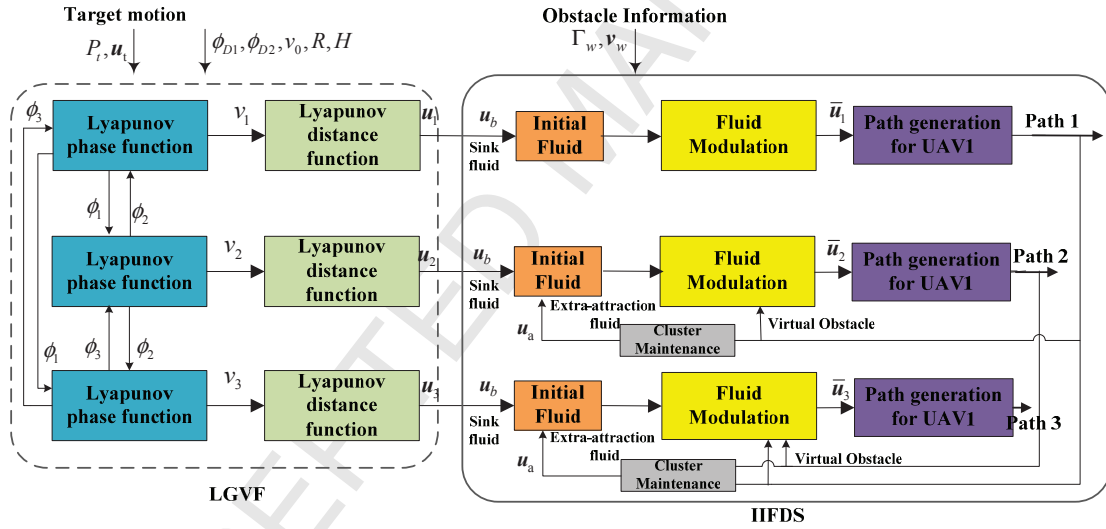 Target motion
Obstacle Information
P_t, u_t
ϕ_D1, ϕ_D2, v_0, R, H
Γ_w, v_w
ϕ_3
Lyapunov
phase function
v_1
Lyapunov
distance
function
u_1
u_b
Sink
fluid
Initial
Fluid
Fluid
Modulation
ū_1
Path generation
for UAV1
Path 1
ϕ_1
ϕ_2
Lyapunov
phase function
v_2
Lyapunov
distance
function
u_2
u_b
Sink
fluid
Initial
Fluid
Fluid
Modulation
ū_2
Path generation
for UAV1
Path 2
Extra-attraction
fluid
u_a
Cluster
Maintenance
Virtual Obstacle
ϕ_1
ϕ_3
ϕ_2
Lyapunov
phase function
v_3
Lyapunov
distance
function
u_3
u_b
Sink
fluid
Initial
Fluid
Fluid
Modulation
ū_3
Path generation
for UAV1
Path 3
Extra-attraction
fluid
u_a
Cluster
Maintenance
Virtual Obstacle
LGVF
IIFDS